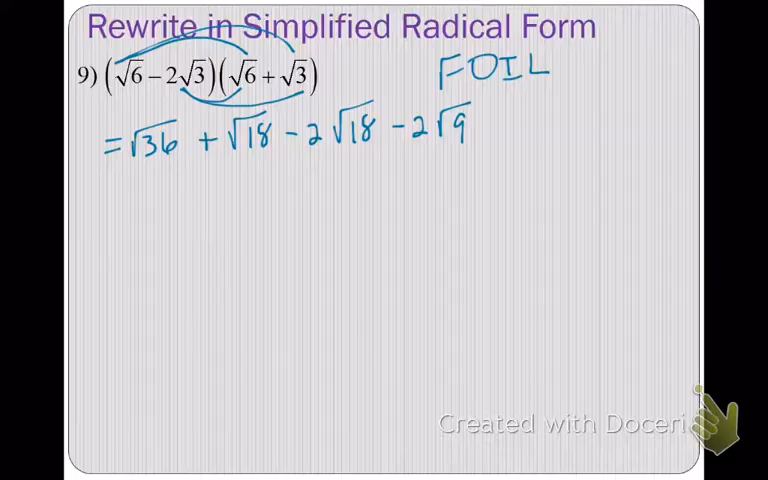 Rewrite in Simplified Radical Form
9) (√6 − 2√3)(√6 + √3)
FOIL
= √36 + √18 − 2√18 − 2√9
Created with Doceri